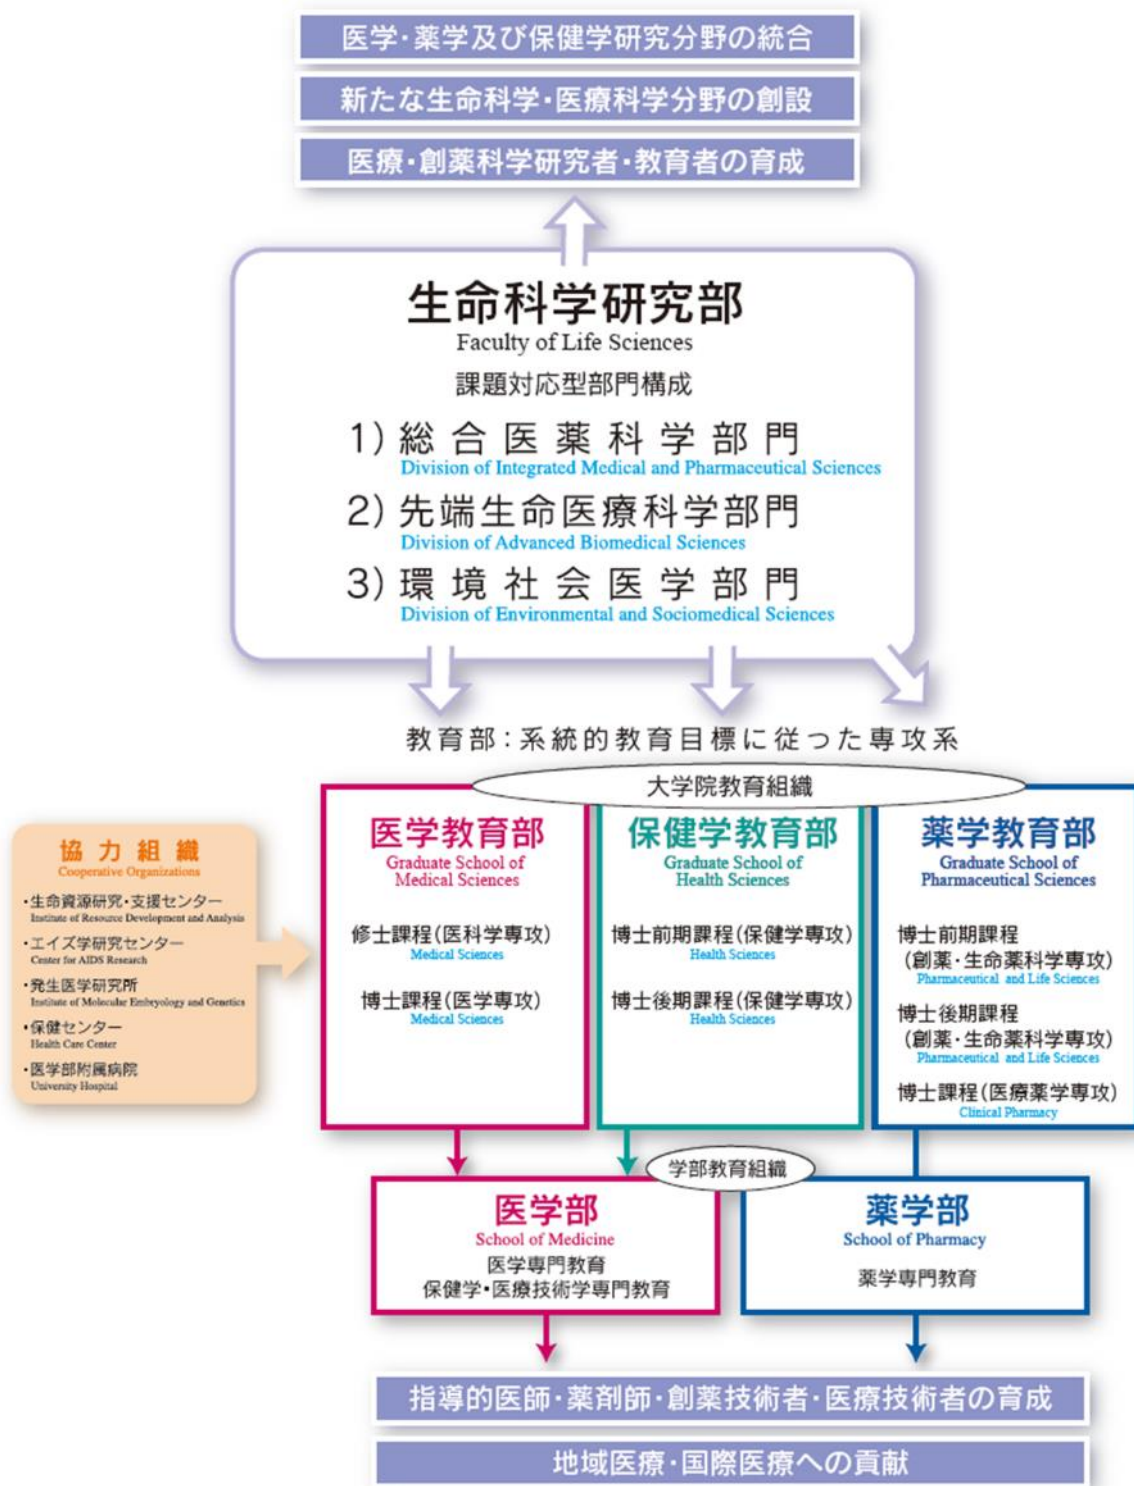 医学・薬学及び保健学研究分野の統合
新たな生命科学・医療科学分野の創設
医療・創薬科学研究者・教育者の育成
生命科学研究部
Faculty of Life Sciences
課題対応型部門構成
1) 総合医薬科学部門
Division of Integrated Medical and Pharmaceutical Sciences
2) 先端生命医療科学部門
Division of Advanced Biomedical Sciences
3) 環境社会医学部門
Division of Environmental and Sociomedical Sciences
教育部：系統的教育目標に従った専攻系
大学院教育組織
協力組織
Cooperative Organizations
・生命資源研究・支援センター
Institute of Resource Development and Analysis
・エイズ学研究センター
Center for AIDS Research
・発生医学研究所
Institute of Molecular Embryology and Genetics
・保健センター
Health Care Center
・医学部附属病院
University Hospital
医学教育部
Graduate School of
Medical Sciences
修士課程(医科学専攻)
Medical Sciences
博士課程(医学専攻)
Medical Sciences
保健学教育部
Graduate School of
Health Sciences
博士前期課程(保健学専攻)
Health Sciences
博士後期課程(保健学専攻)
Health Sciences
薬学教育部
Graduate School of
Pharmaceutical Sciences
博士前期課程
(創薬・生命薬科学専攻)
Pharmaceutical and Life Sciences
博士後期課程
(創薬・生命薬科学専攻)
Pharmaceutical and Life Sciences
博士課程(医療薬学専攻)
Clinical Pharmacy
学部教育組織
医学部
School of Medicine
医学専門教育
保健学・医療技術学専門教育
薬学部
School of Pharmacy
薬学専門教育
指導的医師・薬剤師・創薬技術者・医療技術者の育成
地域医療・国際医療への貢献